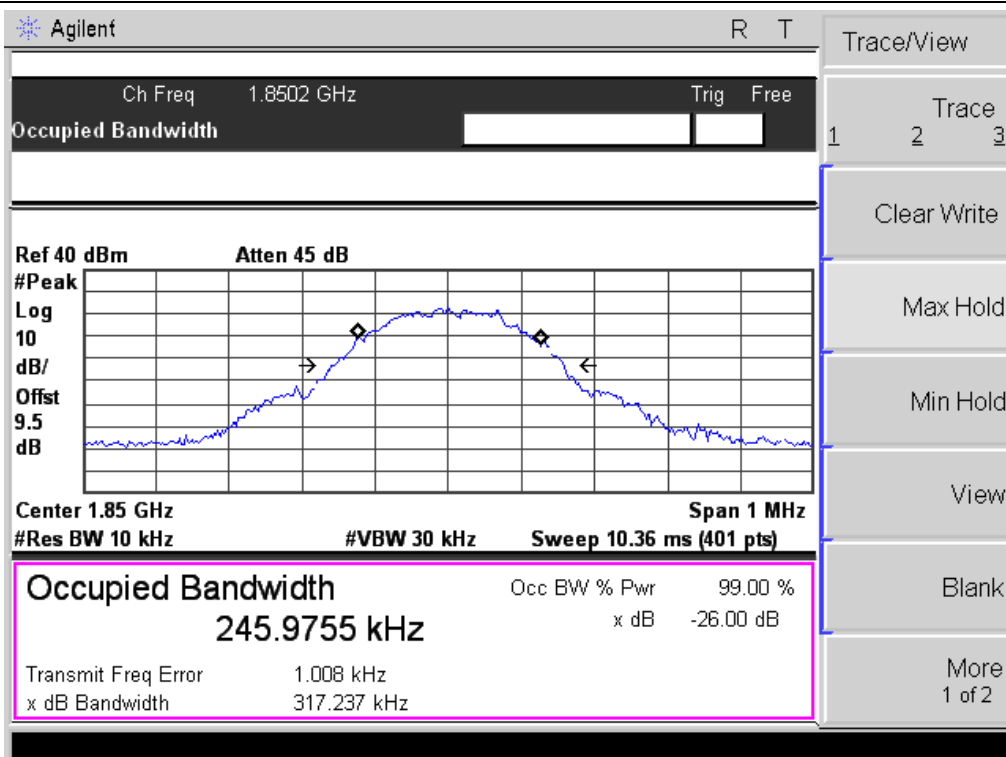 Agilent R T
Ch Freq 1.8502 GHz Trig Free
Occupied Bandwidth
Ref 40 dBm Atten 45 dB
#Peak
Log
10
dB/
Offst
9.5
dB
Center 1.85 GHz Span 1 MHz
#Res BW 10 kHz #VBW 30 kHz Sweep 10.36 ms (401 pts)
Occupied Bandwidth Occ BW % Pwr 99.00 %
245.9755 kHz x dB -26.00 dB
Transmit Freq Error 1.008 kHz
x dB Bandwidth 317.237 kHz
Trace/View
Trace
1 2 3
Clear Write
Max Hold
Min Hold
View
Blank
More
1 of 2